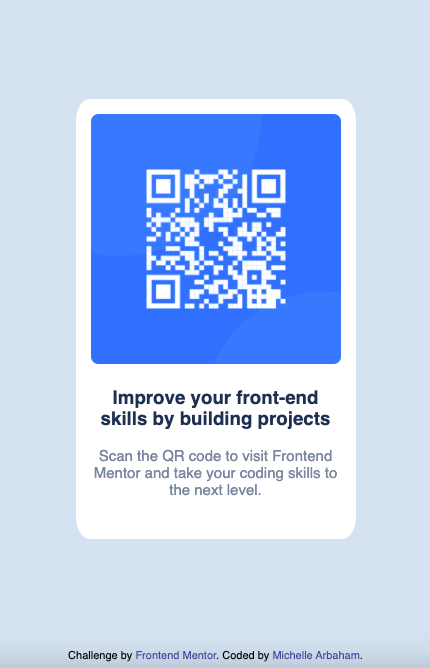 Improve your front-end
skills by building projects
Scan the QR code to visit Frontend
Mentor and take your coding skills to
the next level.
Challenge by Frontend Mentor. Coded by Michelle Arbaham.